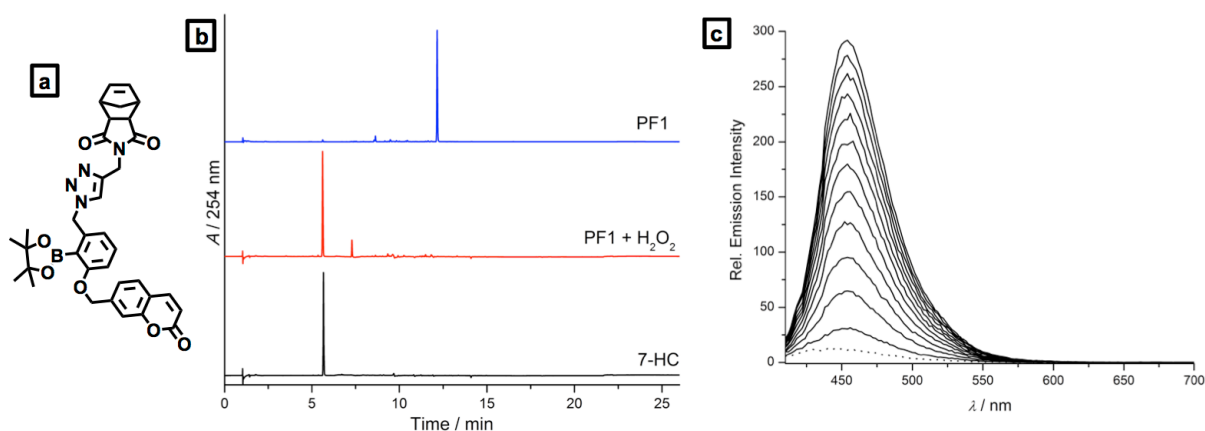 a
O
O
N
N
N
N
O
B
O
O
O
O
b
A / 254 nm
PF1
PF1 + H₂O₂
7-HC
0
5
10
15
20
25
Time / min
c
Rel. Emission Intensity
300
250
200
150
100
50
0
450
500
550
600
650
700
λ / nm